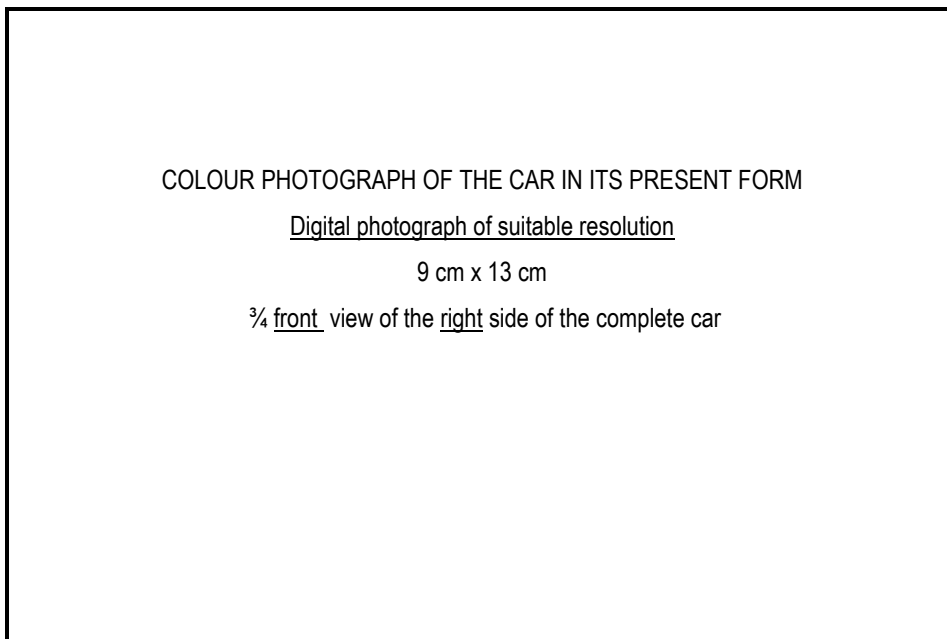 COLOUR PHOTOGRAPH OF THE CAR IN ITS PRESENT FORM
Digital photograph of suitable resolution
9 cm x 13 cm
¾ front view of the right side of the complete car